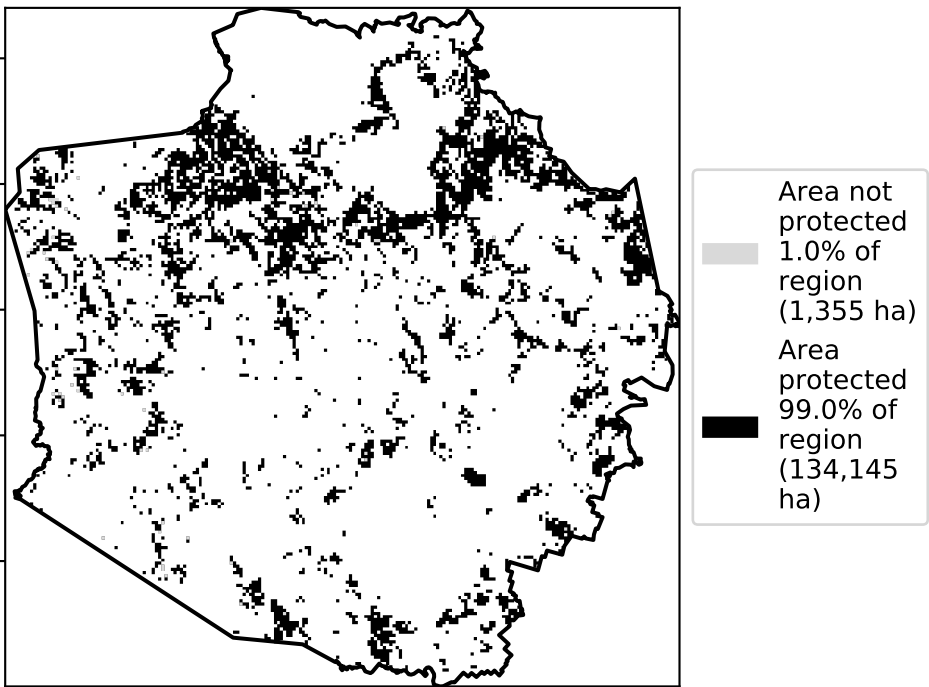 Area not
protected
1.0% of
region
(1,355 ha)
Area
protected
99.0% of
region
(134,145
ha)